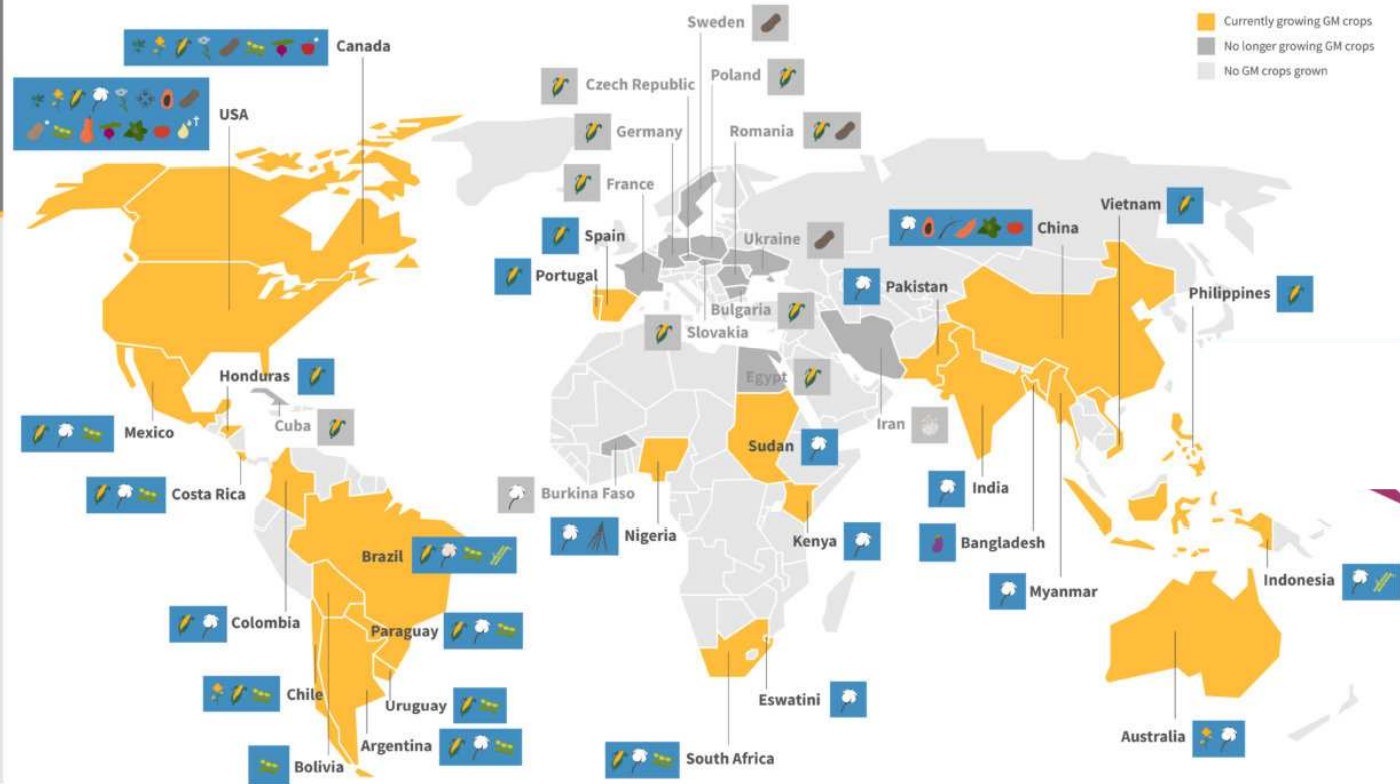 Sweden
Currently growing GM crops
No longer growing GM crops
No GM crops grown
Canada
Czech Republic
Poland
USA
Germany
Romania
France
Vietnam
China
Spain
Ukraine
Portugal
Pakistan
Philippines
Bulgaria
Slovakia
Honduras
Egypt
Cuba
Iran
Mexico
Sudan
Costa Rica
Burkina Faso
India
Nigeria
Kenya
Bangladesh
Brazil
Indonesia
Myanmar
Colombia
Paraguay
Chile
Eswatini
Uruguay
Australia
Argentina
South Africa
Bolivia